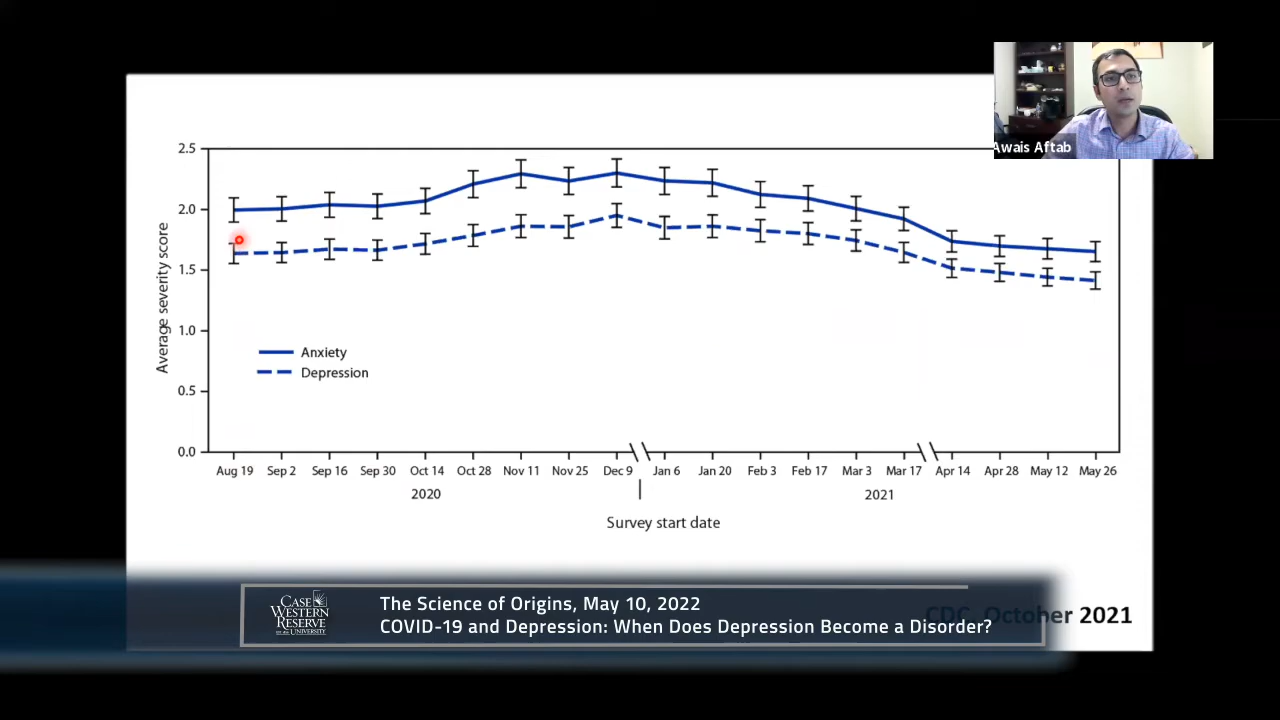 Awais Aftab
2.5
2.0
1.5
1.0
0.5
0.0
Average severity score
Anxiety
Depression
Aug 19 Sep 2 Sep 16 Sep 30 Oct 14 Oct 28 Nov 11 Nov 25 Dec 9 Jan 6 Jan 20 Feb 3 Feb 17 Mar 3 Mar 17 Apr 14 Apr 28 May 12 May 26
2020 2021
Survey start date
CDC, October 2021
CASE
WESTERN
RESERVE
UNIVERSITY
The Science of Origins, May 10, 2022
COVID-19 and Depression: When Does Depression Become a Disorder?